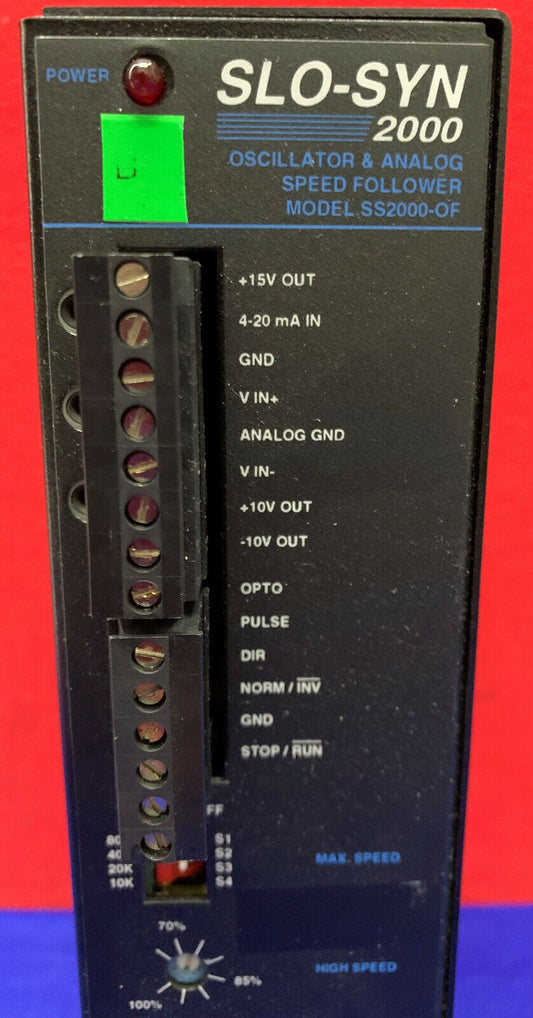 POWER
SLO-SYN
2000
OSCILLATOR & ANALOG
SPEED FOLLOWER
MODEL SS2000-OF
+15V OUT
4-20 mA IN
GND
V IN+
ANALOG GND
V IN-
+10V OUT
-10V OUT
OPTO
PULSE
DIR
NORM / INV
GND
STOP / RUN
S1
S2
20K S3
10K S4
MAX. SPEED
70%
85%
100%
HIGH SPEED